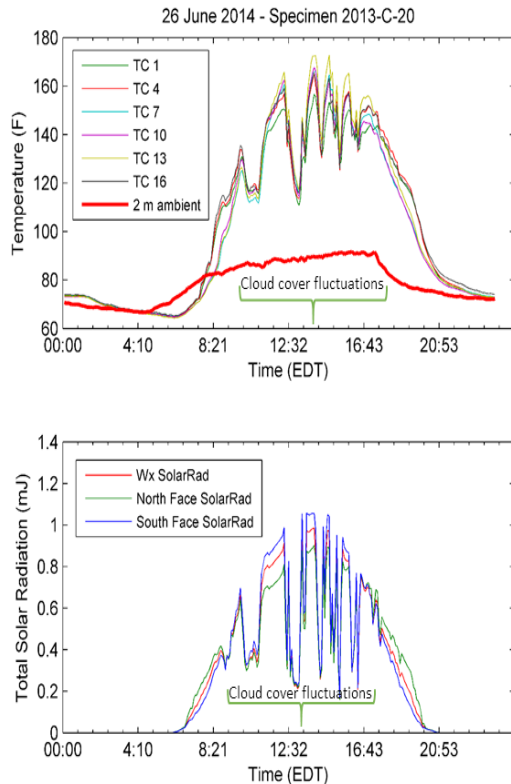 26 June 2014 - Specimen 2013-C-20
180
160
140
120
100
80
60
Temperature (F)
TC 1
TC 4
TC 7
TC 10
TC 13
TC 16
2 m ambient
Cloud cover fluctuations
00:00 4:10 8:21 12:32 16:43 20:53
Time (EDT)
1.4
1.2
1
0.8
0.6
0.4
0.2
0
Total Solar Radiation (mJ)
Wx SolarRad
North Face SolarRad
South Face SolarRad
Cloud cover fluctuations
00:00 4:10 8:21 12:32 16:43 20:53
Time (EDT)